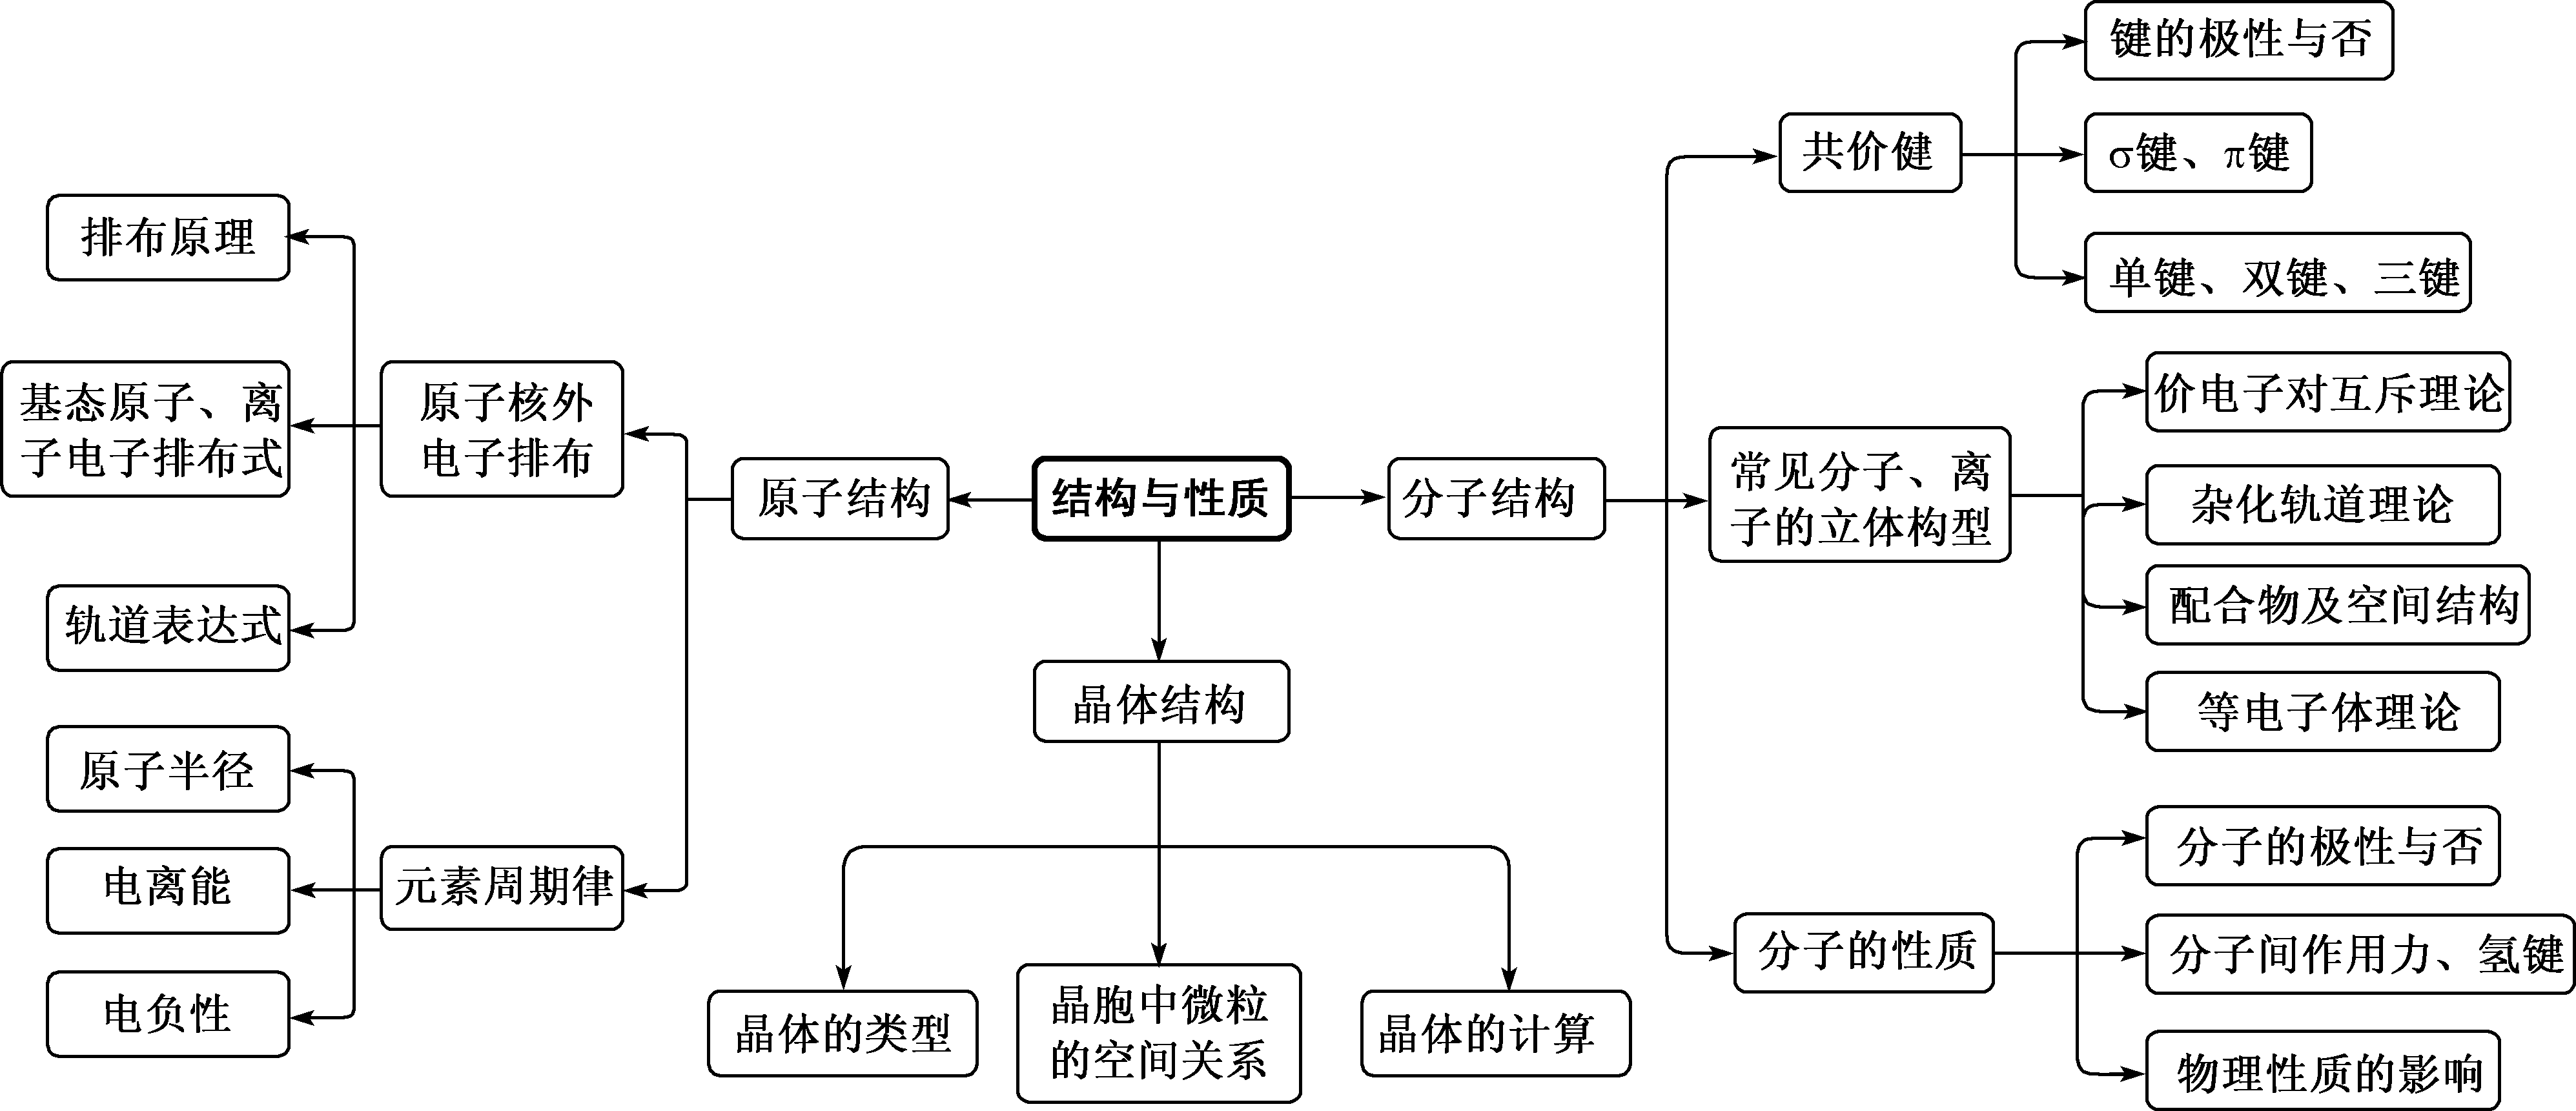 结构与性质
原子结构
原子核外
电子排布
排布原理
基态原子、离
子电子排布式
轨道表达式
元素周期律
原子半径
电离能
电负性
晶体结构
晶体的类型
晶胞中微粒
的空间关系
晶体的计算
分子结构
共价健
键的极性与否
σ键、π键
单键、双键、三键
常见分子、离
子的立体构型
价电子对互斥理论
杂化轨道理论
配合物及空间结构
等电子体理论
分子的性质
分子的极性与否
分子间作用力、氢键
物理性质的影响